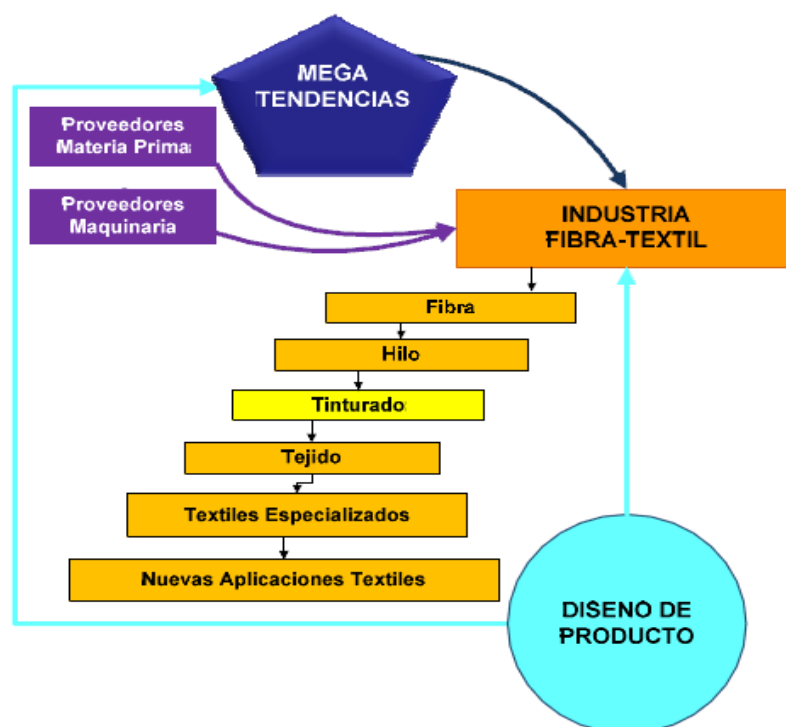 MEGA
TENDENCIAS
Proveedores
Materia Prima
Proveedores
Maquinaria
INDUSTRIA
FIBRA-TEXTIL
Fibra
Hilo
Tinturado
Tejido
Textiles Especializados
Nuevas Aplicaciones Textiles
DISENO DE
PRODUCTO